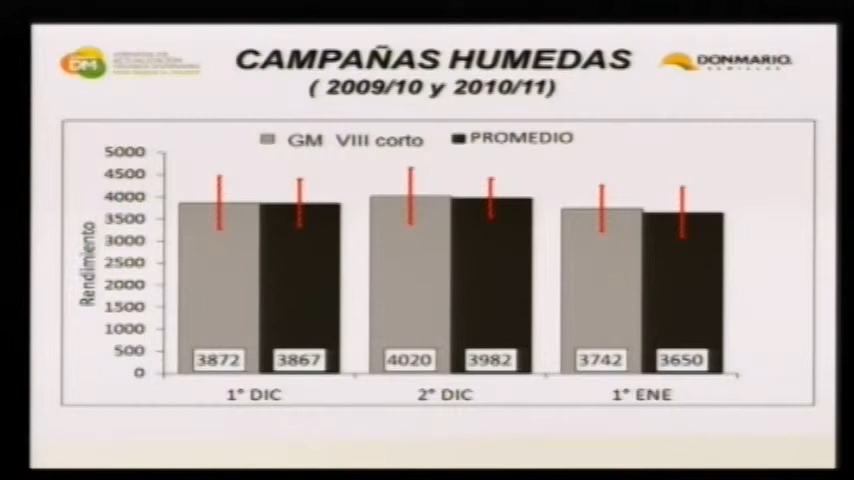 DM
CAMPAÑAS HUMEDAS
( 2009/10 y 2010/11)
DONMARIO
GM VIII corto
PROMEDIO
Rendimiento
5000
4500
4000
3500
3000
2500
2000
1500
1000
500
0
3872
3867
4020
3982
3742
3650
1° DIC
2° DIC
1° ENE